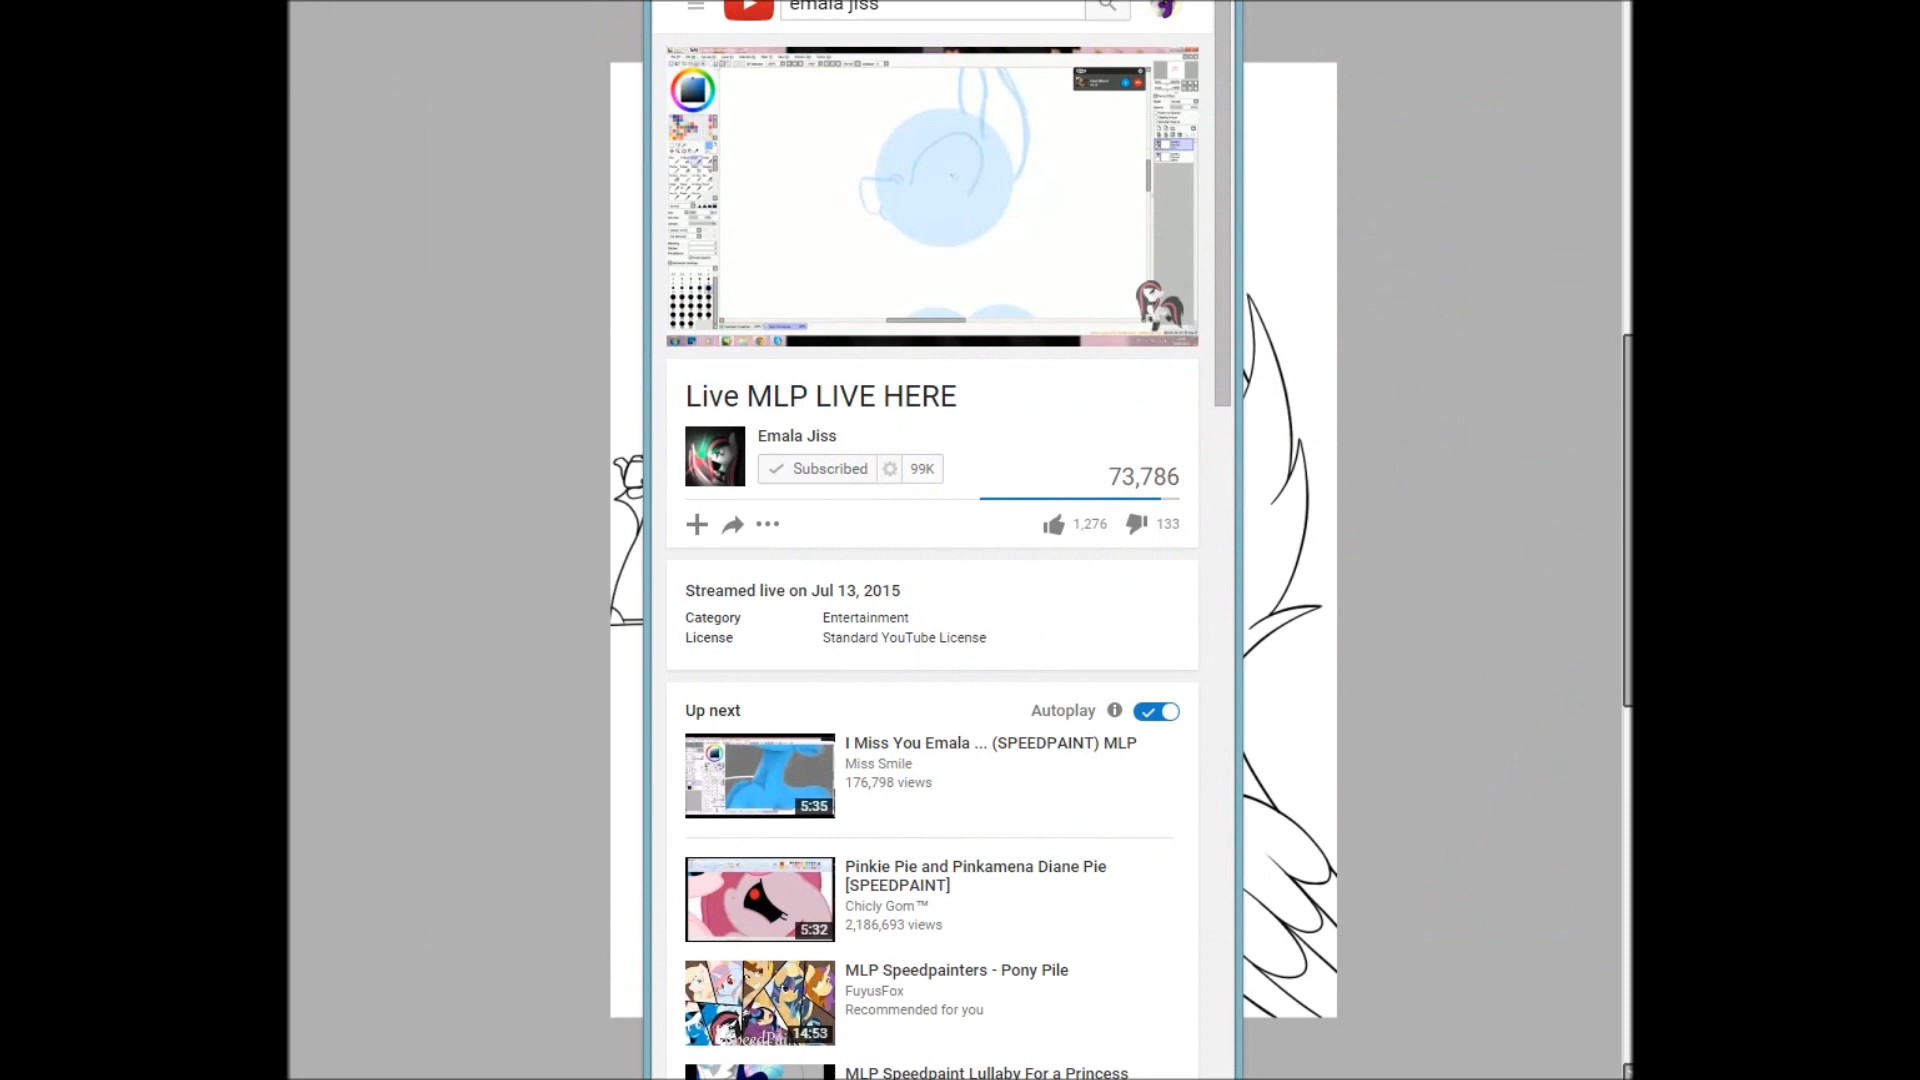 emala jiss
Live MLP LIVE HERE
Emala Jiss
Subscribed 99K
73,786
1,276 133
Streamed live on Jul 13, 2015
Category Entertainment
License Standard YouTube License
Up next Autoplay
I Miss You Emala ... (SPEEDPAINT) MLP
Miss Smile
176,798 views
5:35
Pinkie Pie and Pinkamena Diane Pie
[SPEEDPAINT]
Chicly Gom™
2,186,693 views
5:32
MLP Speedpainters - Pony Pile
FuyusFox
Recommended for you
14:53
MLP Speedpaint Lullaby For a Princess